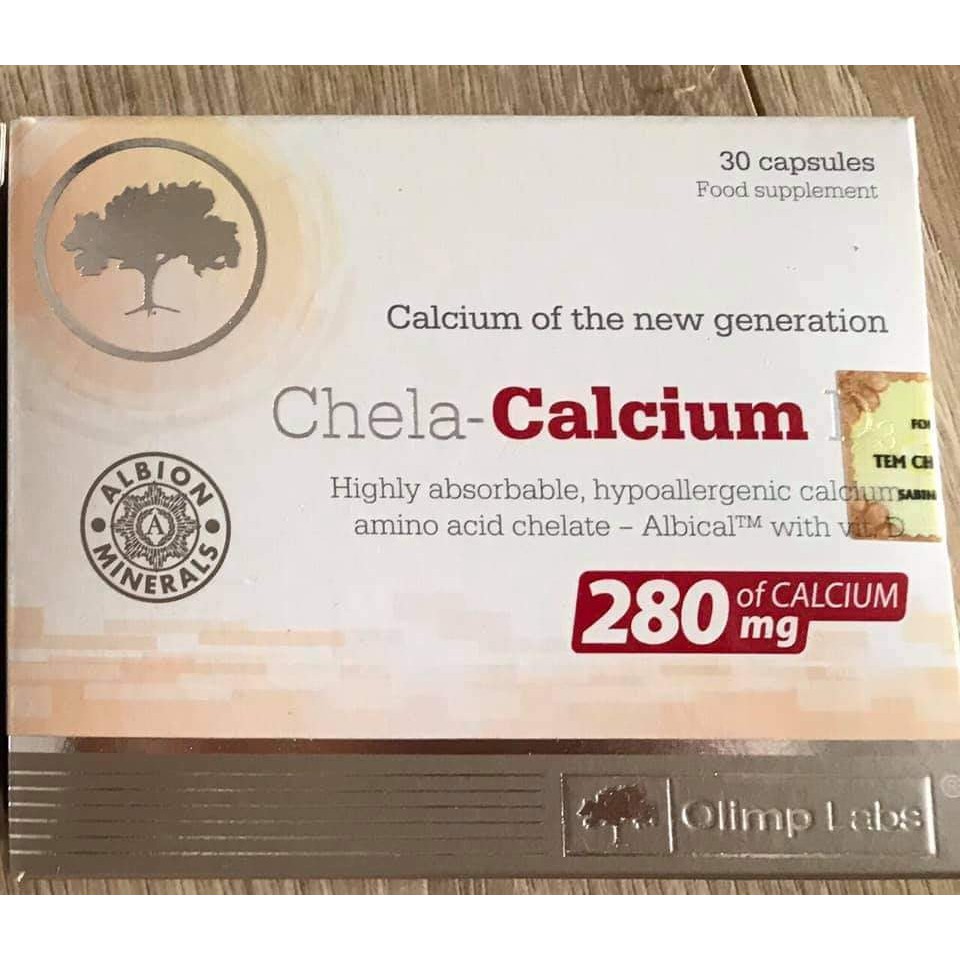 30 capsules
Food supplement
Calcium of the new generation
Chela-Calcium D3
Highly absorbable, hypoallergenic calcium
amino acid chelate – Albical™ with vit. D
TEM CH
ALBION
A
MINERALS
280 mg of CALCIUM
Olimp Labs®